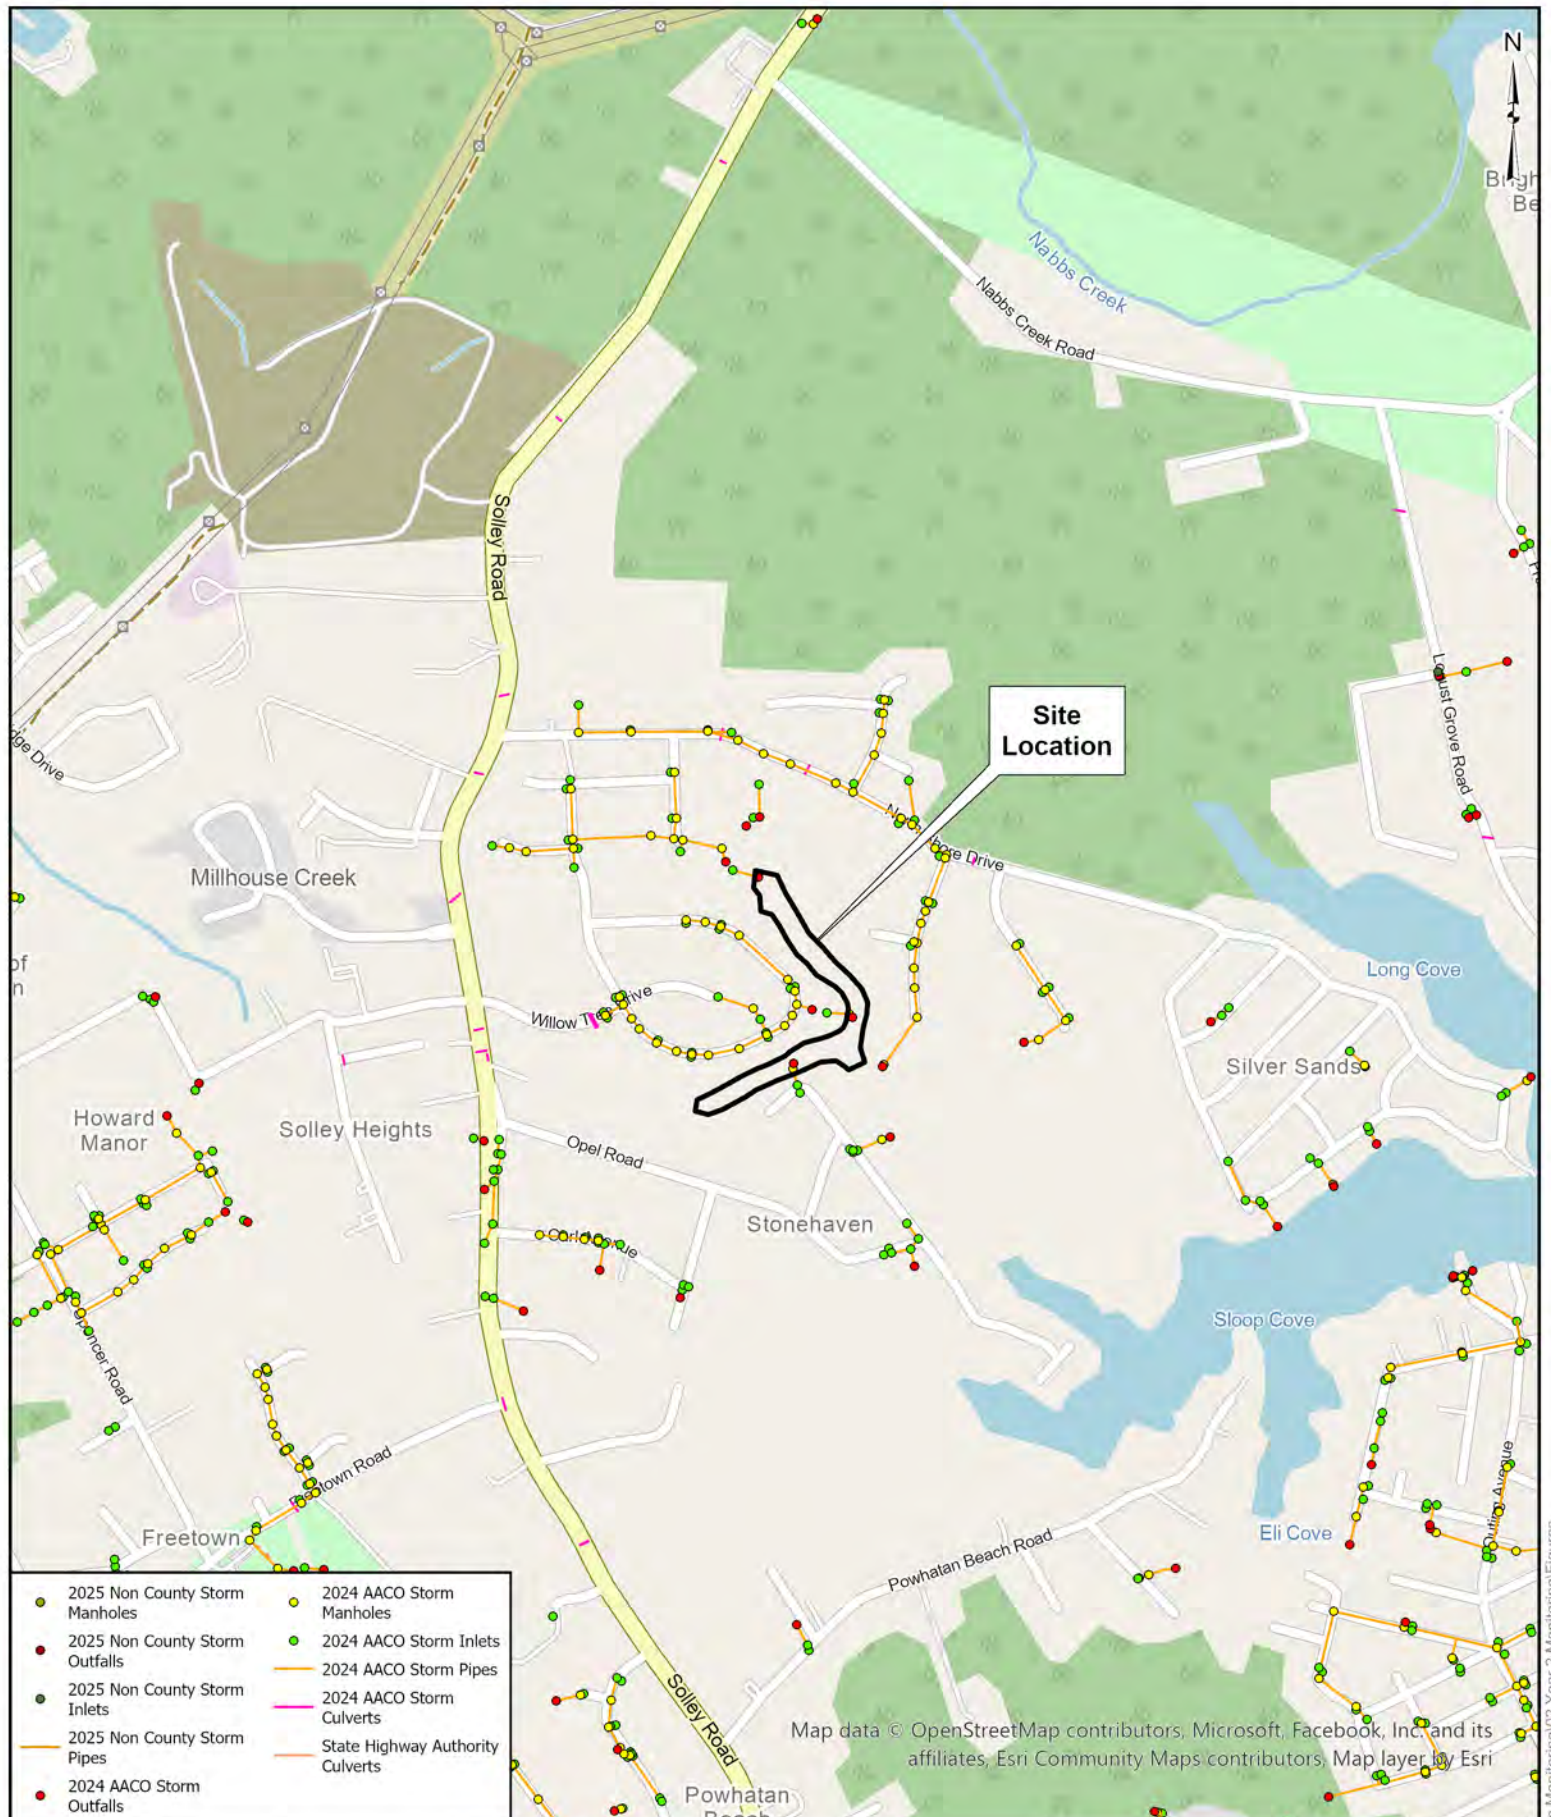 N
Nabbs Creek
Nabbs Creek Road
Solley Road
Site
Location
Locust Grove Road
Millhouse Creek
Long Cove
Willow Tree Drive
Silver Sands
Howard
Manor
Solley Heights
Opel Road
Stonehaven
Sloop Cove
Freetown
Eli Cove
Powhatan Beach Road
Solley Road
2025 Non County Storm
Manholes
2025 Non County Storm
Outfalls
2025 Non County Storm
Inlets
2025 Non County Storm
Pipes
2024 AACO Storm
Outfalls
2024 AACO Storm
Manholes
2024 AACO Storm Inlets
2024 AACO Storm Pipes
2024 AACO Storm
Culverts
State Highway Authority
Culverts
Map data © OpenStreetMap contributors, Microsoft, Facebook, Inc. and its
affiliates, Esri Community Maps contributors, Map layer by Esri
Powhatan